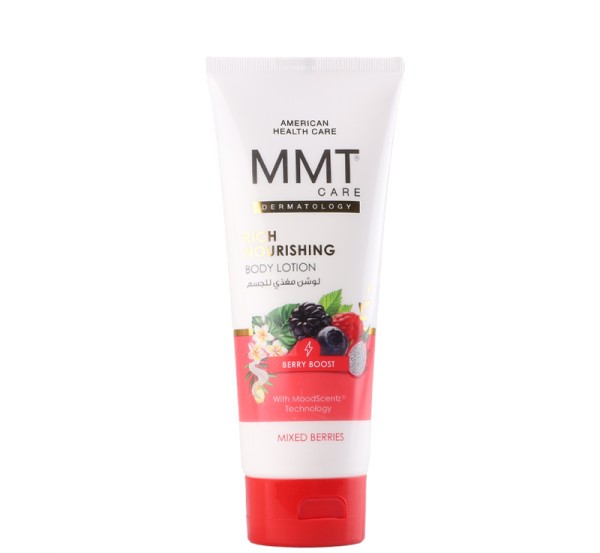 AMERICAN
HEALTH CARE
MMT®
CARE
DERMATOLOGY
RICH
NOURISHING
BODY LOTION
لوشن مغذي للجسم
BERRY BOOST
With MoodScentz®
Technology
MIXED BERRIES